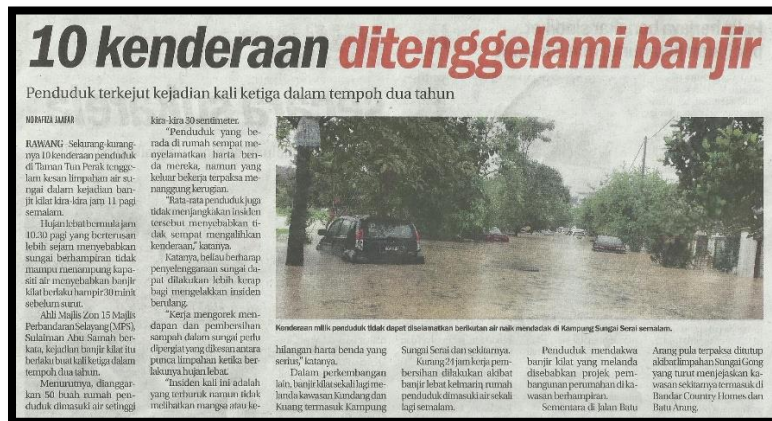 10 kenderaan ditenggelami banjir
Penduduk terkejut kejadian kali ketiga dalam tempoh dua tahun
NORAFIZA JAAFAR
RAWANG Sekurang-kurang-
nya 10 kenderaan penduduk
di Taman Tun Perak tengge-
lam kesan limpahan air su-
ngai dalam kejadian ban-
jir kilat kira-kira jam 11 pagi
semalam.
Hujan lebat bermula jam
10.30 pagi yang berterusan
lebih sejam menyebabkan
sungai berhampiran tidak
mampu menampung kapa-
siti air menyebabkan banjir
kilat berlaku hampir 30 minit
sebelum surut.
Ahli Majlis Zon 15 Majlis
Perbandaran Selayang (MPS),
Sulaiman Abu Samah ber-
kata, kejadian banjir kilat itu
berlaku buat kali ketiga dalam
tempoh dua tahun.
Menurutnya, dianggar-
kan 50 buah rumah pen-
duduk dimasuki air setinggi
kira-kira 30 sentimeter.
"Penduduk yang be-
rada di rumah sempat me-
nyelamatkan harta ben-
da mereka, namun yang
keluar bekerja terpaksa me-
nanggung kerugian.
"Rata-rata penduduk juga
tidak menjangkakan insiden
tersebut menyebabkan ti-
dak sempat mengalihkan
kenderaan," katanya.
Katanya, beliau berharap
penyelenggaraan sungai da-
pat dilakukan lebih kerap
bagi mengelakkan insiden
berulang.
"Kerja mengorek men-
dapan dan pembersihan
sampah dalam sungai perlu
dipergiat yang dikesan antara
punca limpahan ketika ber-
lakunya hujan lebat.
"Insiden kali ini adalah
yang terburuk namun tidak
melibatkan mangsa atau ke-
Kenderaan milik penduduk tidak dapat diselamatkan berikutan air naik mendadak di Kampung Sungai Serai semalam.
hilangan harta benda yang
serius," katanya.
Dalam perkembangan
lain, banjir kilat sekali lagi me-
landa kawasan Kundang dan
Kuang termasuk Kampung
Sungai Serai dan sekitarnya.
Kurang 24 jam kerja pem-
bersihan dilakukan akibat
banjir lebat kelmarin, rumah
penduduk dimasuki air sekali
lagi semalam.
Penduduk mendakwa
banjir kilat yang melanda
disebabkan projek pem-
bangunan perumahan di ka-
wasan berhampiran.
Sementara di Jalan Batu
Arang pula terpaksa ditutup
akibat limpahan Sungai Gong
yang turut menjejaskan ka-
wasan sekitarnya termasuk di
Bandar Country Homes dan
Batu Arang.